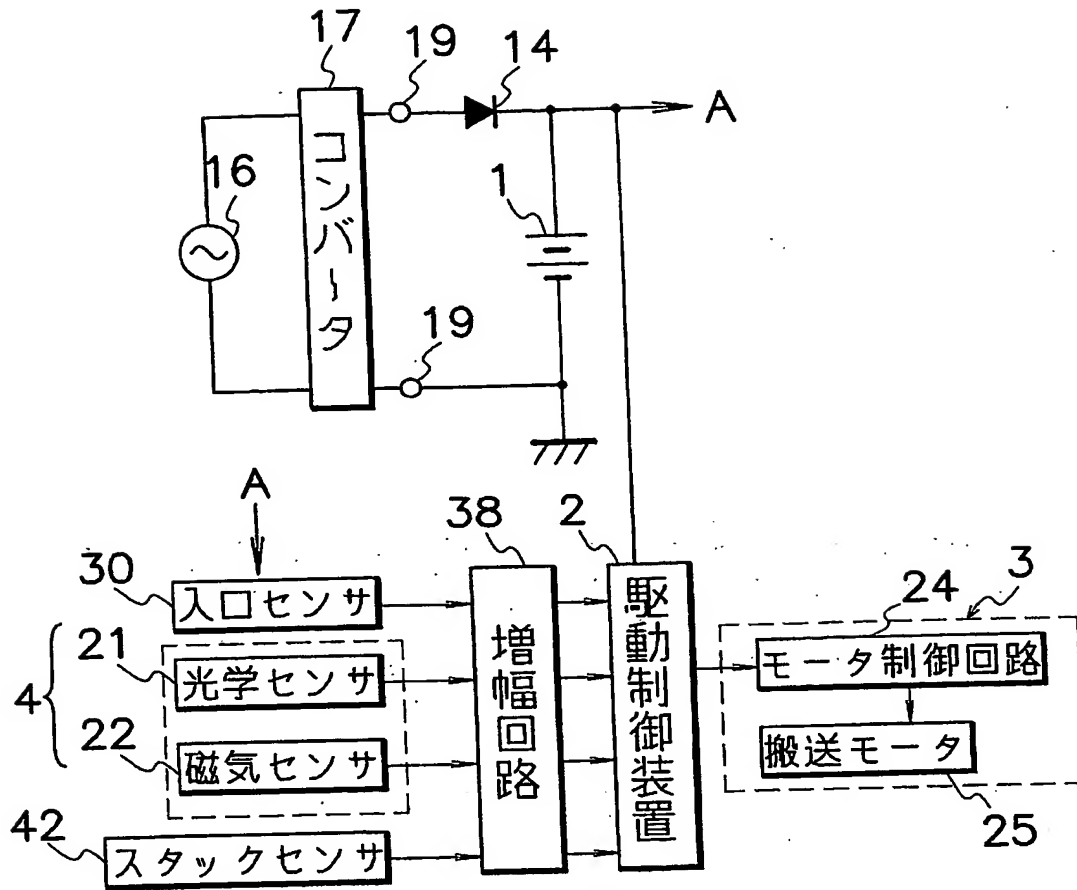 17
19
14
A
16
コンバータ
1
19
A
38
2
30
入口センサ
24
3
21
光学センサ
増幅回路
駆動制御装置
モータ制御回路
4
22
磁気センサ
搬送モータ
42
スタックセンサ
25